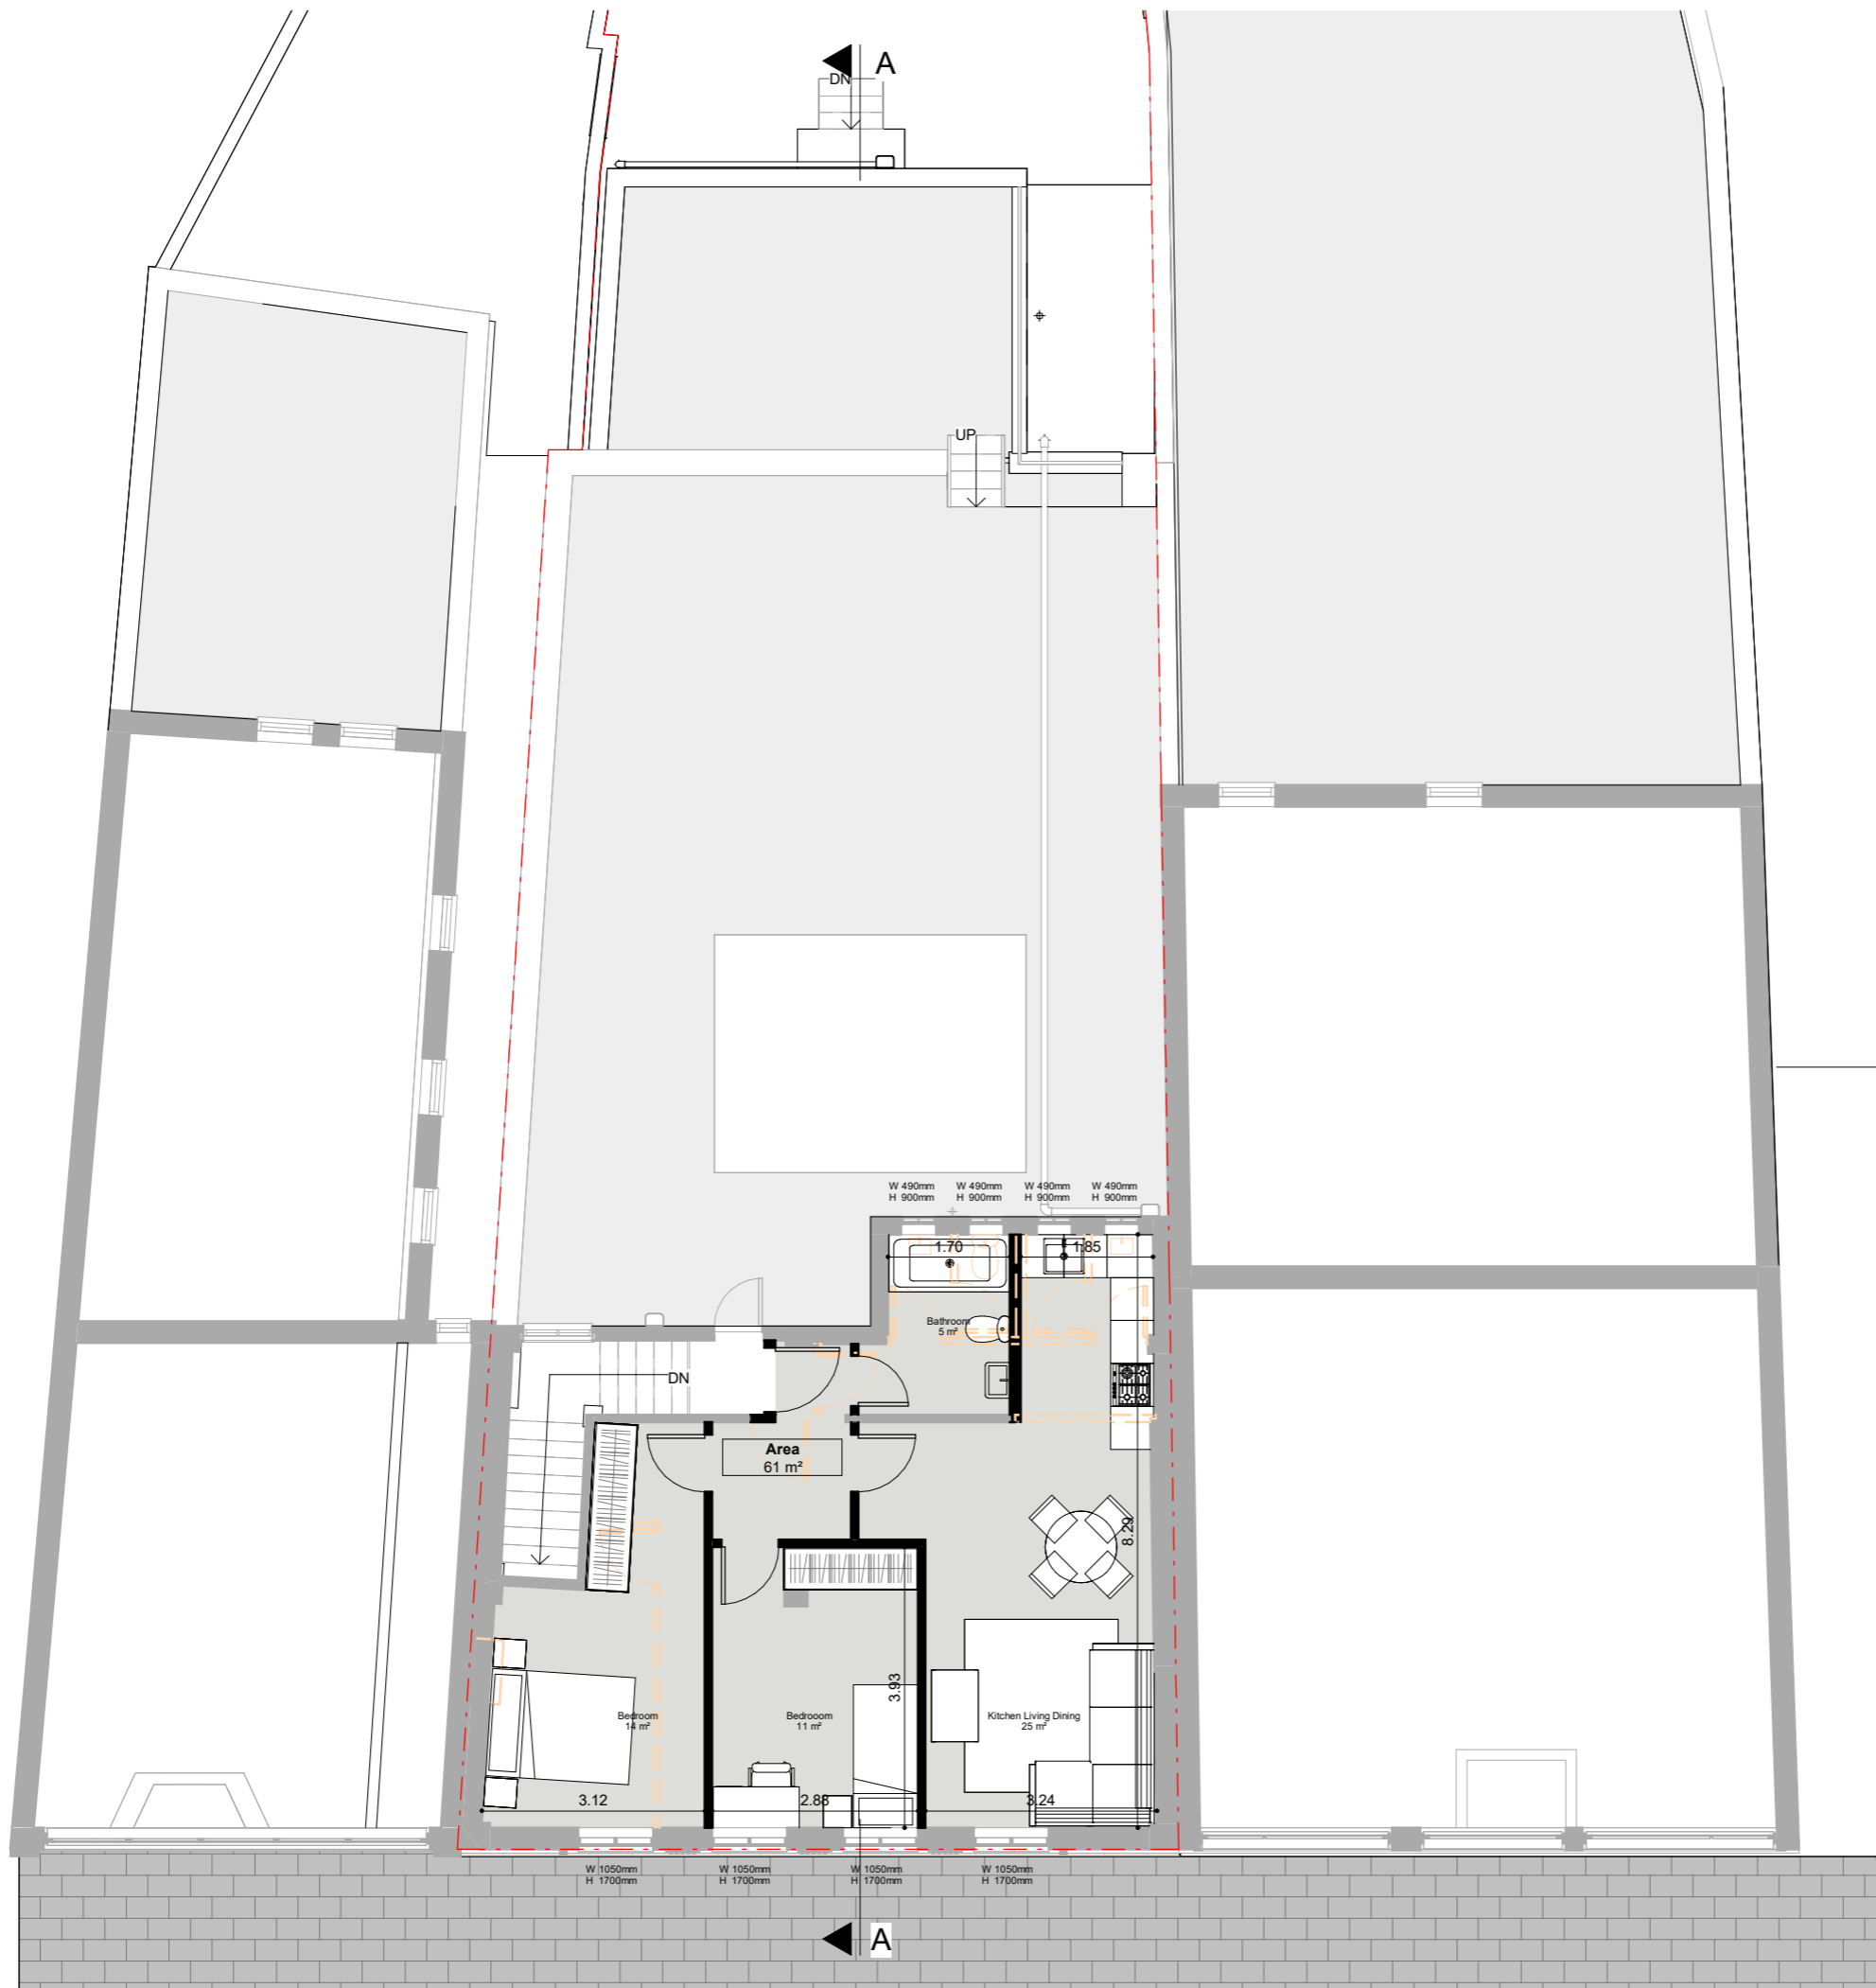 A
DN
UP
W 490mm
H 900mm
W 490mm
H 900mm
W 490mm
H 900mm
W 490mm
H 900mm
1.70
1.85
Bathroom
5 m²
DN
Area
61 m²
8.29
3.93
Bedroom
14 m²
Bedrooom
11 m²
Kitchen Living Dining
25 m²
3.12
2.88
3.24
W 1050mm
H 1700mm
W 1050mm
H 1700mm
W 1050mm
H 1700mm
W 1050mm
H 1700mm
A